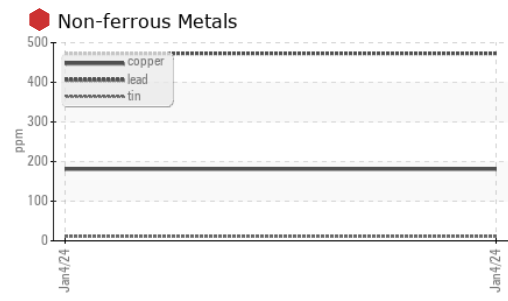 Non-ferrous Metals
500
400
300
200
100
0
ppm
copper
lead
tin
Jan4/24
Jan4/24